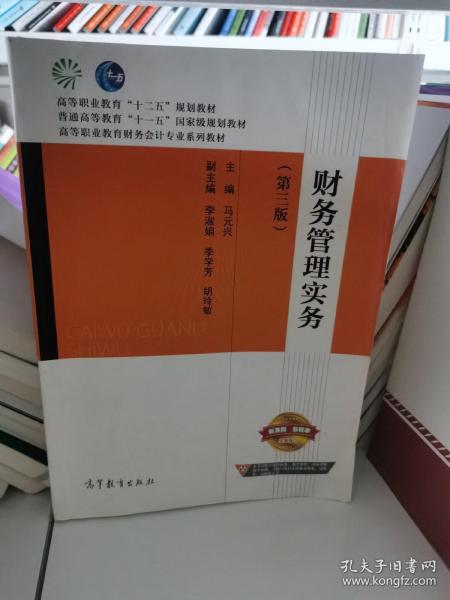 十一五
高等职业教育“十二五”规划教材
普通高等教育“十一五”国家级规划教材
高等职业教育财务会计专业系列教材
财务管理实务
（第三版）
主 编 马元兴
副主编 李淑娟 季学芳 胡玲敏
CAIWU GUANLI
SHIWU
高等教育出版社
孔夫子旧书网
www.kongfz.com